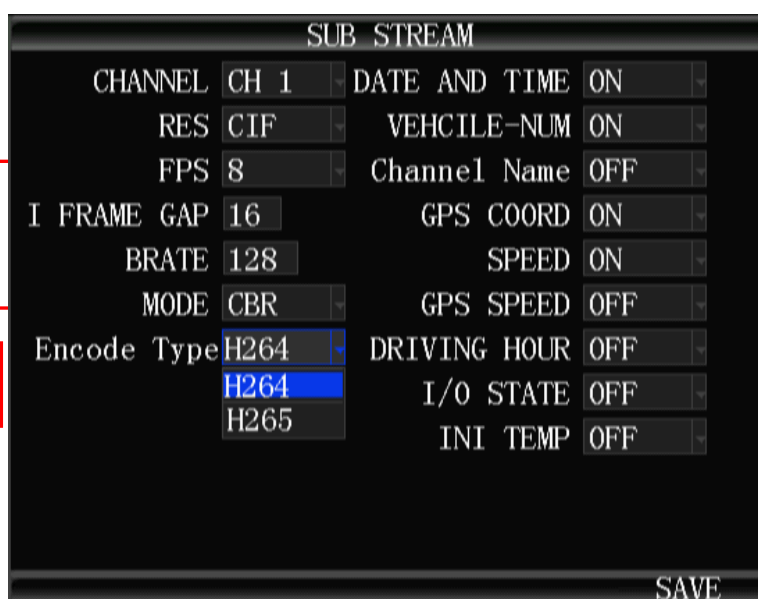 SUB STREAM
CHANNEL CH 1 DATE AND TIME ON
RES CIF VEHCILE-NUM ON
FPS 8 Channel Name OFF
I FRAME GAP 16 GPS COORD ON
BRATE 128 SPEED ON
MODE CBR GPS SPEED OFF
Encode Type H264 DRIVING HOUR OFF
H264 I/O STATE OFF
H265 INI TEMP OFF
SAVE